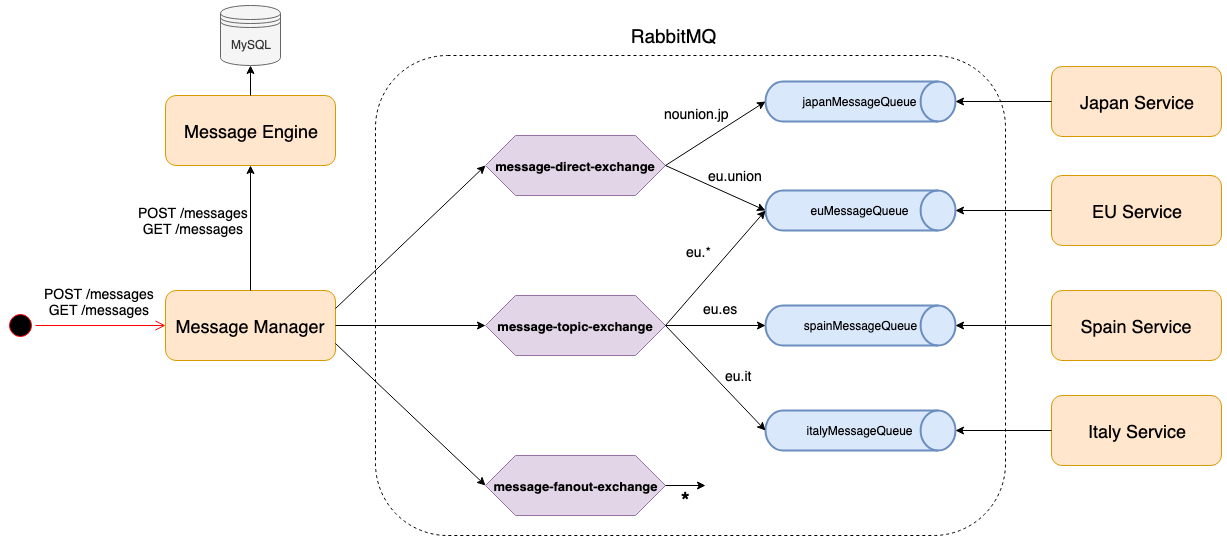 RabbitMQ
MySQL
Message Engine
POST /messages
GET /messages
POST /messages
GET /messages
Message Manager
message-direct-exchange
message-topic-exchange
message-fanout-exchange
nounion.jp
eu.union
eu.*
eu.es
eu.it
*
japanMessageQueue
euMessageQueue
spainMessageQueue
italyMessageQueue
Japan Service
EU Service
Spain Service
Italy Service